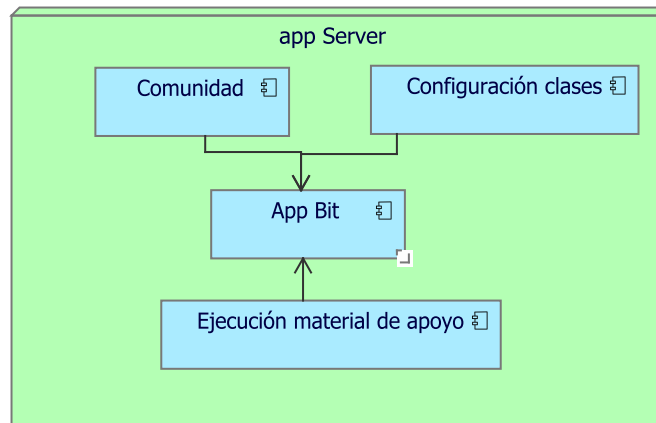 app Server
Comunidad
Configuración clases
App Bit
Ejecución material de apoyo